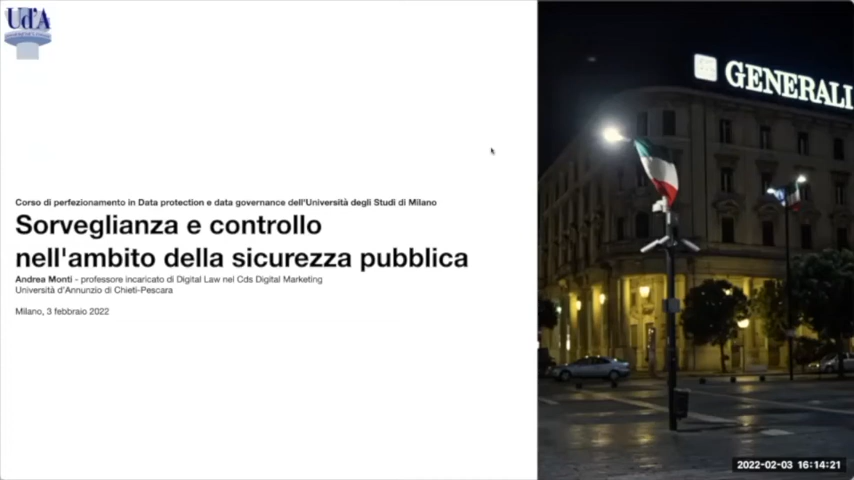 Ud'A
GENERALI
Corso di perfezionamento in Data protection e data governance dell'Università degli Studi di Milano
Sorveglianza e controllo
nell'ambito della sicurezza pubblica
Andrea Monti - professore incaricato di Digital Law nel Cds Digital Marketing
Università d'Annunzio di Chieti-Pescara
Milano, 3 febbraio 2022
2022-02-03 16:14:21